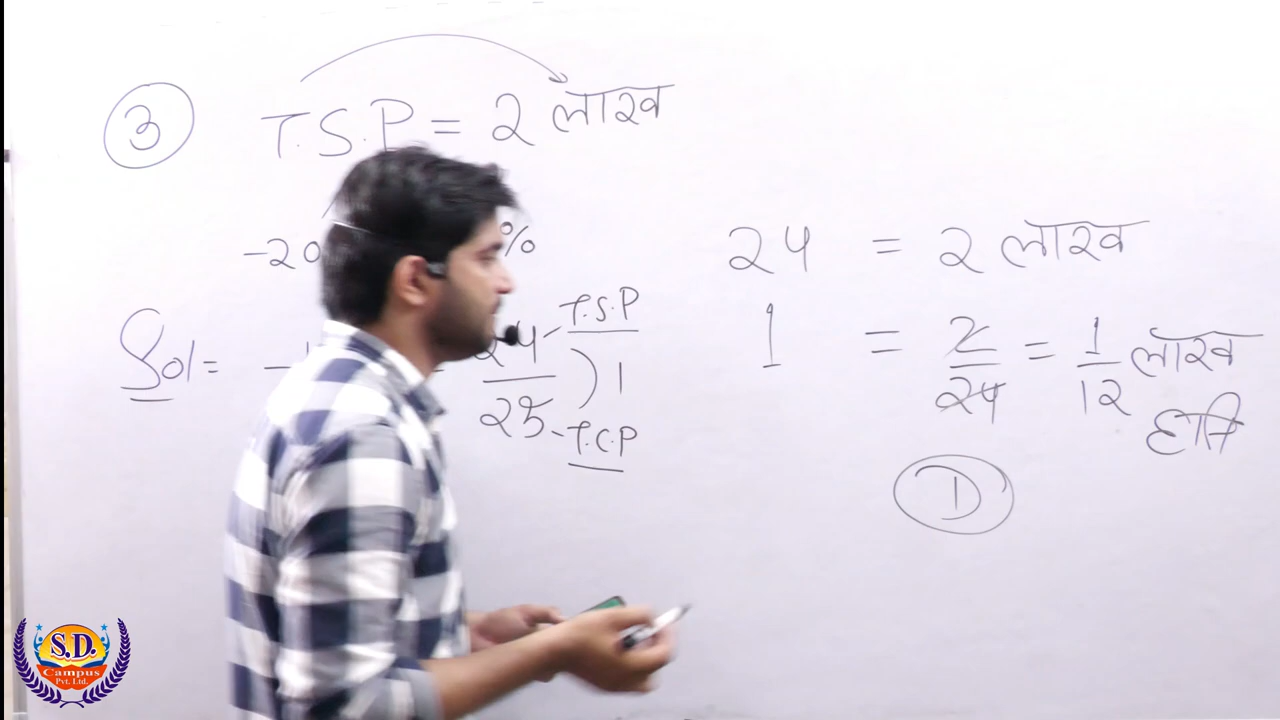 3 T.S.P = 2 लाख
-20 %
24 = 2 लाख
Sol = - 24/25 - T.S.P ) 1
- T.C.P
1 = 2/24 = 1/12 लाख
हानि
D
S.D.
Campus
Pvt. Ltd.